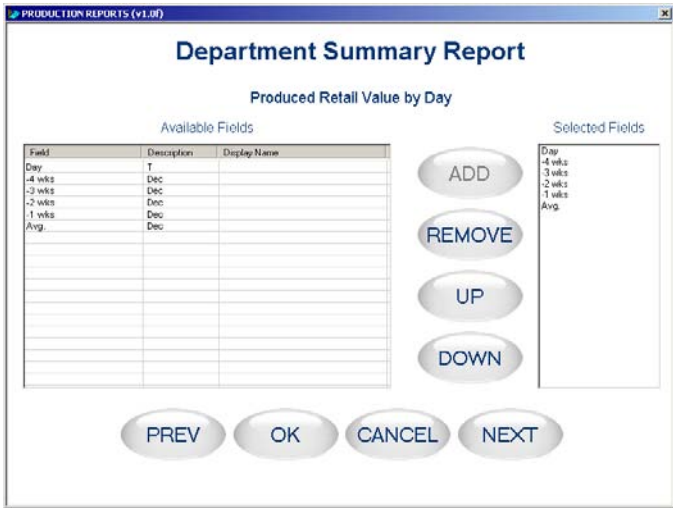 PRODUCTION REPORTS (v1.0f)
Department Summary Report
Produced Retail Value by Day
Available Fields
Selected Fields
Field Description Display Name
Day T
-4 wks Dec
-3 wks Dec
-2 wks Dec
-1 wks Dec
Avg. Dec
ADD
REMOVE
UP
DOWN
Day
-4 wks
-3 wks
-2 wks
-1 wks
Avg.
PREV OK CANCEL NEXT